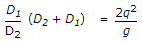 D₁/D₂ (D₂ + D₁) = 2q²/g